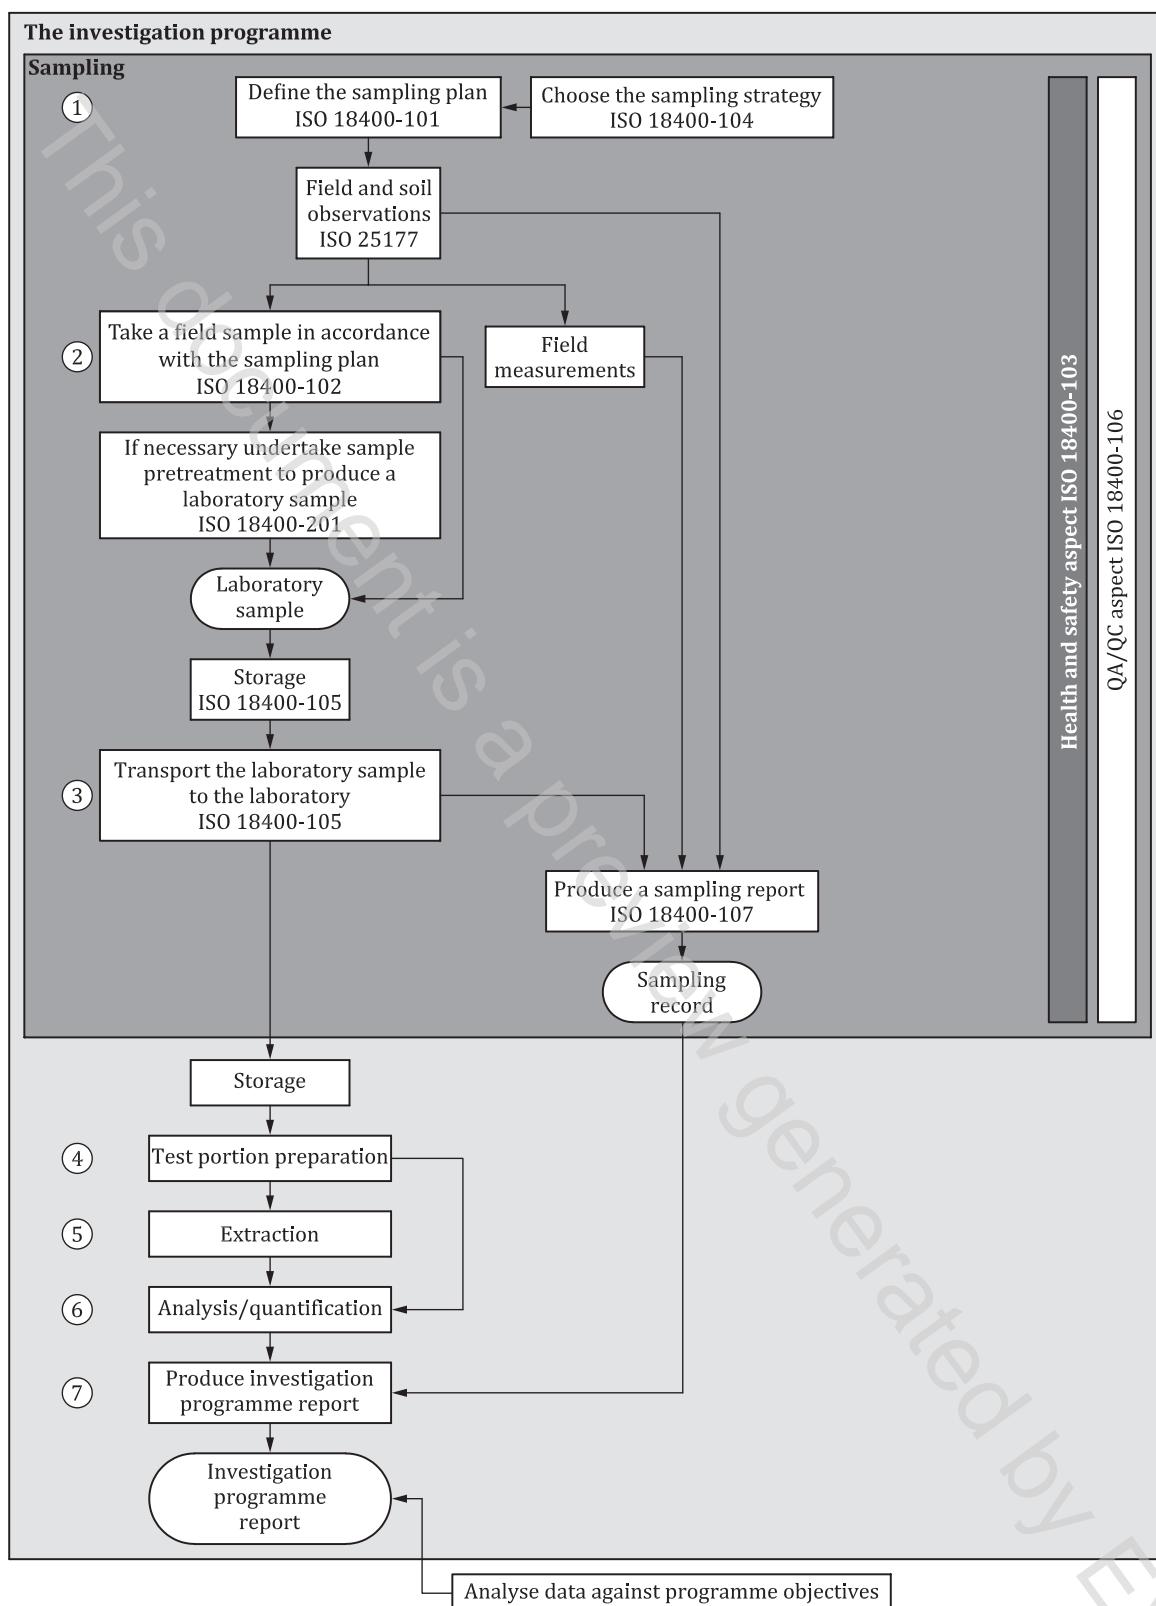 The investigation programme
Sampling
1
Define the sampling plan
ISO 18400-101
Choose the sampling strategy
ISO 18400-104
Field and soil
observations
ISO 25177
2
Take a field sample in accordance
with the sampling plan
ISO 18400-102
Field
measurements
If necessary undertake sample
pretreatment to produce a
laboratory sample
ISO 18400-201
Laboratory
sample
Storage
ISO 18400-105
3
Transport the laboratory sample
to the laboratory
ISO 18400-105
Produce a sampling report
ISO 18400-107
Sampling
record
Health and safety aspect ISO 18400-103
QA/QC aspect ISO 18400-106
Storage
4
Test portion preparation
5
Extraction
6
Analysis/quantification
7
Produce investigation
programme report
Investigation
programme
report
Analyse data against programme objectives
This document is a preview generated by